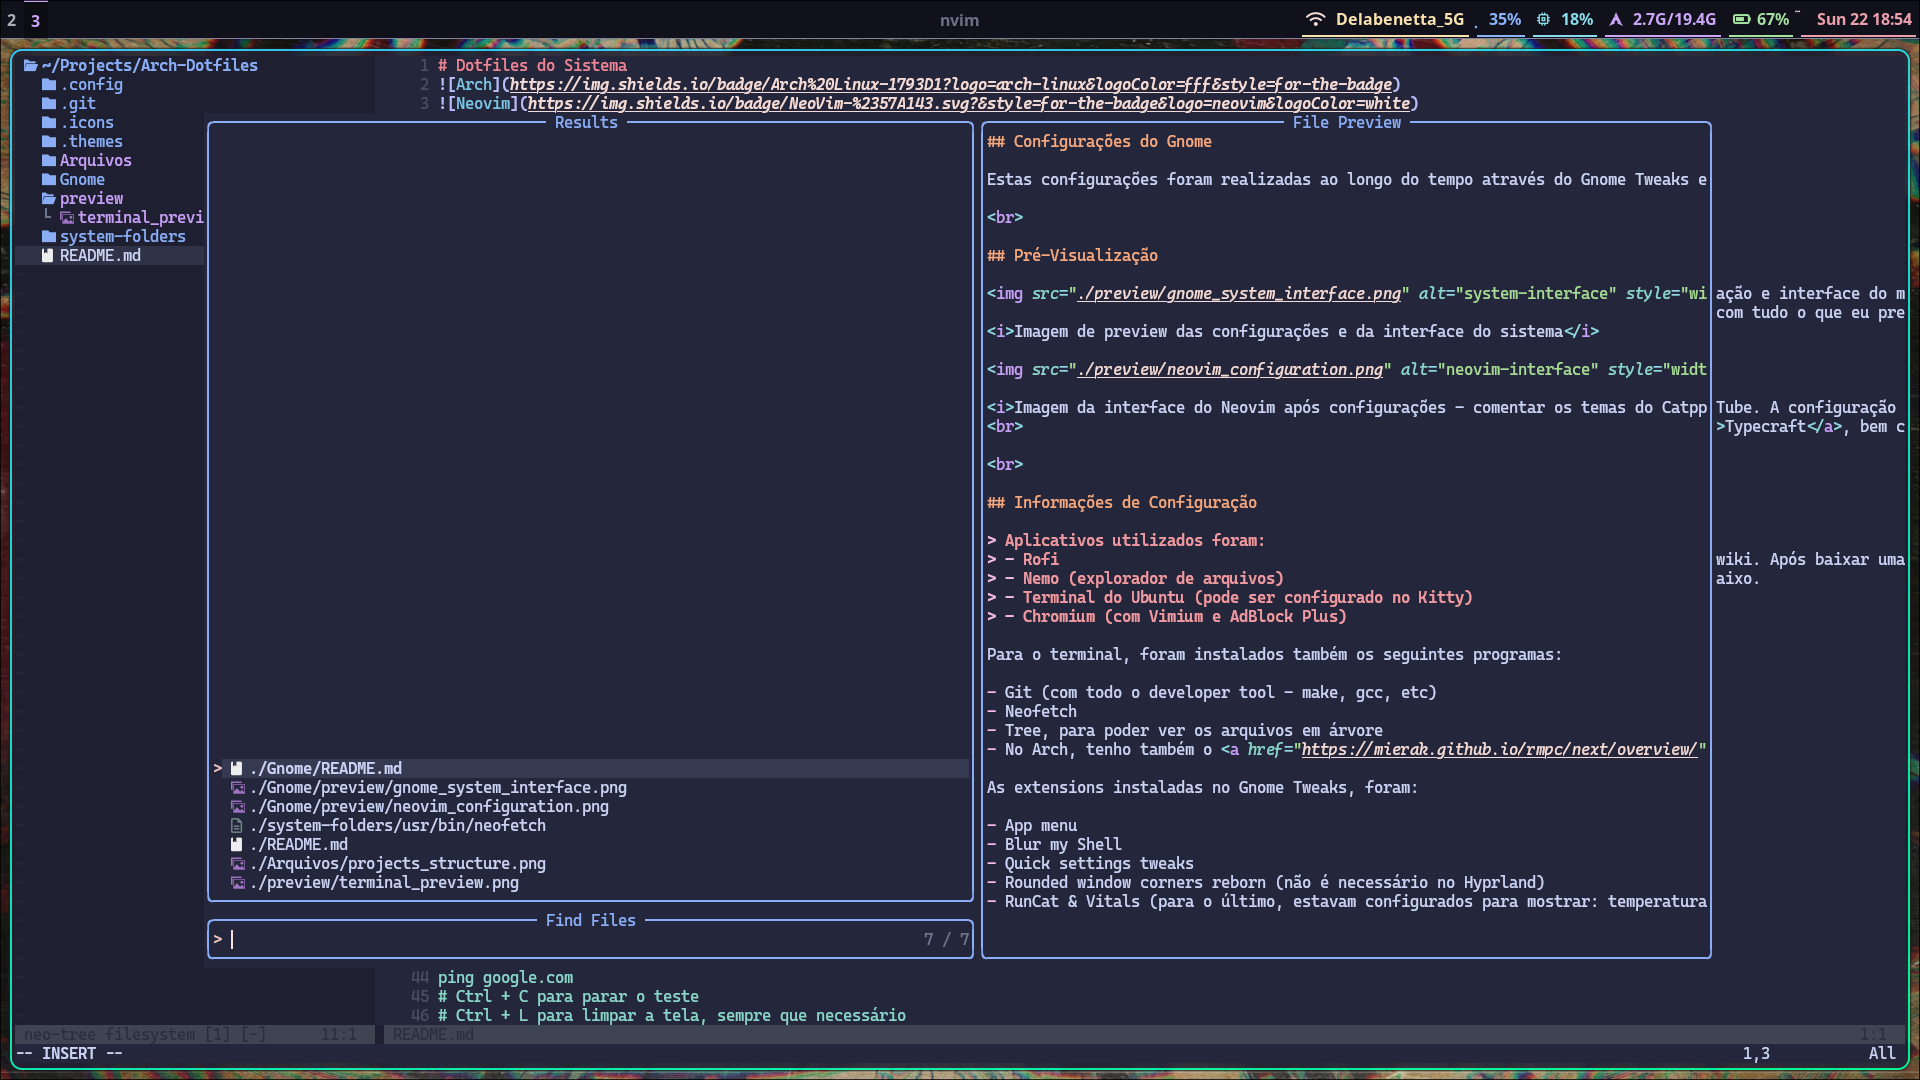 2 3 nvim Delabenetta_5G 35% 18% 2.7G/19.4G 67% Sun 22 18:54
~/Projects/Arch-Dotfiles
.config
.git
.icons
.themes
Arquivos
Gnome
preview
terminal_previ
system-folders
README.md
1 # Dotfiles do Sistema
2 ![Arch](https://img.shields.io/badge/Arch%20Linux-1793D1?logo=arch-linux&logoColor=fff&style=for-the-badge)
3 ![Neovim](https://img.shields.io/badge/NeoVim-%2357A143.svg?&style=for-the-badge&logo=neovim&logoColor=white)
Results
> ./Gnome/README.md
./Gnome/preview/gnome_system_interface.png
./Gnome/preview/neovim_configuration.png
./system-folders/usr/bin/neofetch
./README.md
./Arquivos/projects_structure.png
./preview/terminal_preview.png
Find Files
> 7 / 7
File Preview
## Configurações do Gnome
Estas configurações foram realizadas ao longo do tempo através do Gnome Tweaks e
<br>
## Pré-Visualização
<img src="./preview/gnome_system_interface.png" alt="system-interface" style="wi
<i>Imagem de preview das configurações e da interface do sistema</i>
<img src="./preview/neovim_configuration.png" alt="neovim-interface" style="widt
<i>Imagem da interface do Neovim após configurações - comentar os temas do Catpp
<br>
<br>
## Informações de Configuração
> Aplicativos utilizados foram:
> - Rofi
> - Nemo (explorador de arquivos)
> - Terminal do Ubuntu (pode ser configurado no Kitty)
> - Chromium (com Vimium e AdBlock Plus)
Para o terminal, foram instalados também os seguintes programas:
- Git (com todo o developer tool - make, gcc, etc)
- Neofetch
- Tree, para poder ver os arquivos em árvore
- No Arch, tenho também o <a href="https://mierak.github.io/rmpc/next/overview/"
As extensions instaladas no Gnome Tweaks, foram:
- App menu
- Blur my Shell
- Quick settings tweaks
- Rounded window corners reborn (não é necessário no Hyprland)
- RunCat & Vitals (para o último, estavam configurados para mostrar: temperatura
ação e interface do m
com tudo o que eu pre
Tube. A configuração
>Typecraft</a>, bem c
wiki. Após baixar uma
aixo.
44 ping google.com
45 # Ctrl + C para parar o teste
46 # Ctrl + L para limpar a tela, sempre que necessário
neo-tree filesystem [1] [-] 11:1 README.md 1:1
-- INSERT -- 1,3 All